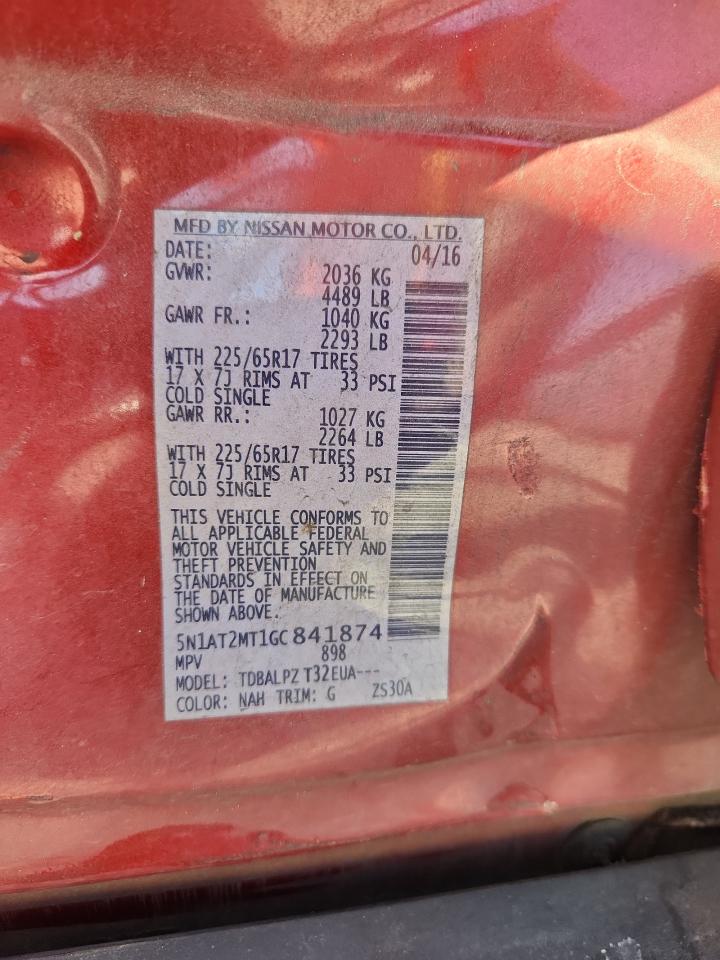 MFD BY NISSAN MOTOR CO., LTD.
DATE: 04/16
GVWR: 2036 KG
4489 LB
GAWR FR.: 1040 KG
2293 LB
WITH 225/65R17 TIRES
17 X 7J RIMS AT 33 PSI
COLD SINGLE
GAWR RR.: 1027 KG
2264 LB
WITH 225/65R17 TIRES
17 X 7J RIMS AT 33 PSI
COLD SINGLE
THIS VEHICLE CONFORMS TO
ALL APPLICABLE FEDERAL
MOTOR VEHICLE SAFETY AND
THEFT PREVENTION
STANDARDS IN EFFECT ON
THE DATE OF MANUFACTURE
SHOWN ABOVE.
5N1AT2MT1GC841874
MPV 898
MODEL: TDBALPZ T32EUA---
COLOR: NAH TRIM: G ZS30A